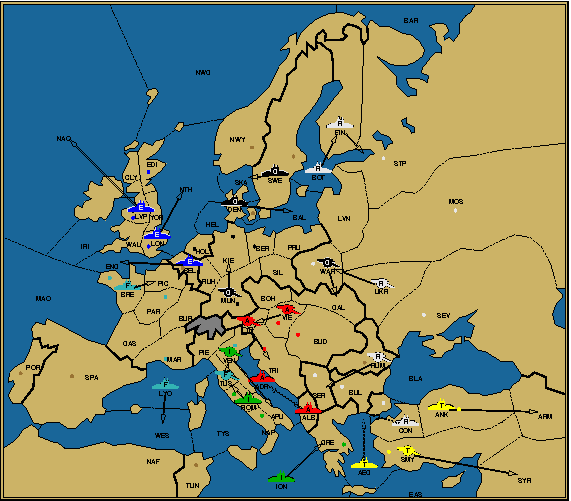 BAR
NWG
NAO
EDI
CLY
NWY
FIN
STP
SWE
BOT
SKA
NTH
LVP
YOR
DEN
BAL
LVN
MOS
WAL
LON
HEL
IRI
HOL
KIE
BER
PRU
WAR
ENG
BEL
RUH
SIL
UKR
MAO
BRE
PIC
MUN
BOH
GAL
PAR
BUR
VIE
SEV
GAS
BUD
MAR
PIE
VEN
TRI
RUM
POR
SPA
LYO
TUS
ADR
SER
BUL
BLA
ROM
ALB
ANK
ARM
APU
CON
WES
TYS
NAP
GRE
SMY
NAF
AEG
TUN
ION
SYR
EAS